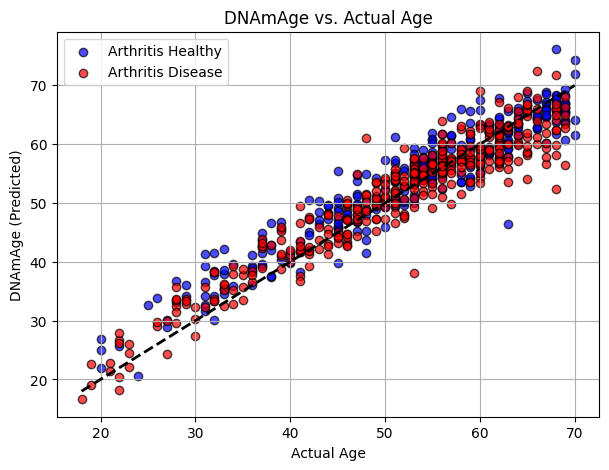 DNAmAge vs. Actual Age
Arthritis Healthy
Arthritis Disease
DNAmAge (Predicted)
70
60
50
40
30
20
20 30 40 50 60 70
Actual Age